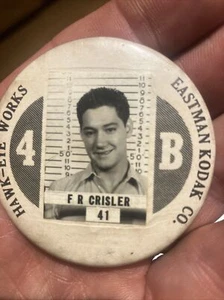 HAWK-EYE WORKS
EASTMAN KODAK CO.
4
B
F R CRISLER
41